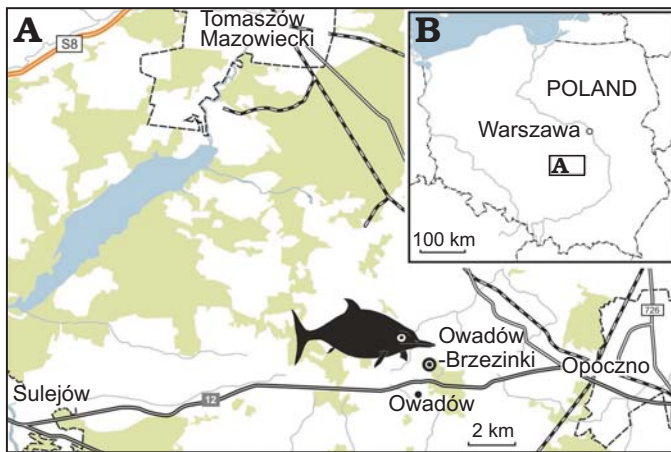 A
S8
Tomaszów
Mazowiecki
B
POLAND
Warszawa
A
100 km
Owadów
-Brzezinki
726
Opoczno
Sulejów
12
Owadów
2 km